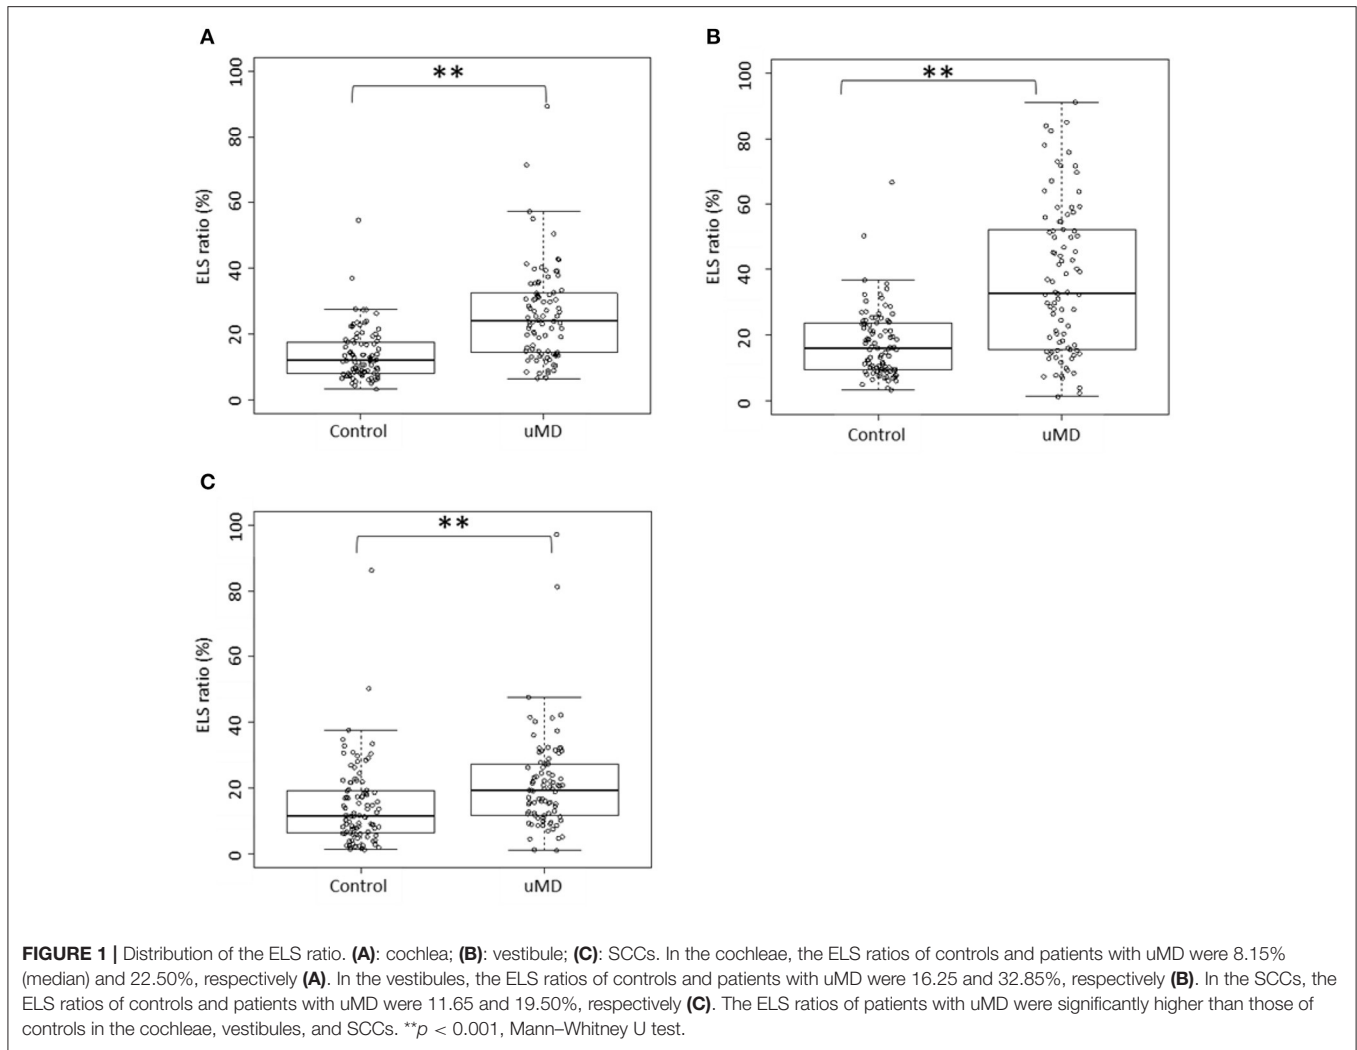 A
**
ELS ratio (%)
100
80
60
40
20
0
Control uMD
B
**
ELS ratio (%)
100
80
60
40
20
0
Control uMD
C
**
ELS ratio (%)
100
80
60
40
20
0
Control uMD
FIGURE 1 | Distribution of the ELS ratio. (A): cochlea; (B): vestibule; (C): SCCs. In the cochleae, the ELS ratios of controls and patients with uMD were 8.15%
(median) and 22.50%, respectively (A). In the vestibules, the ELS ratios of controls and patients with uMD were 16.25 and 32.85%, respectively (B). In the SCCs, the
ELS ratios of controls and patients with uMD were 11.65 and 19.50%, respectively (C). The ELS ratios of patients with uMD were significantly higher than those of
controls in the cochleae, vestibules, and SCCs. **p < 0.001, Mann–Whitney U test.